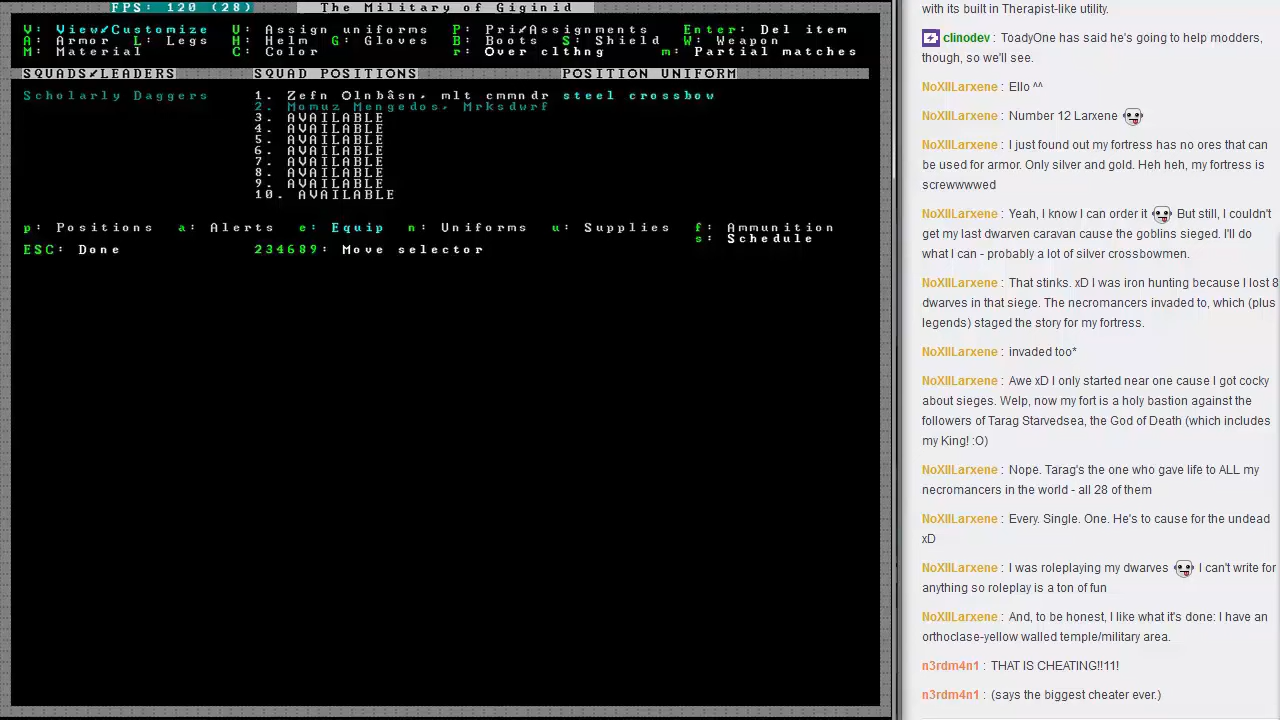 FPS: 120 (28)
The Military of Giginid
V: View/Customize U: Assign uniforms P: Pri/Assignments Enter: Del item
A: Armor L: Legs H: Helm G: Gloves B: Boots S: Shield W: Weapon
M: Material C: Color r: Over clthng m: Partial matches
SQUADS/LEADERS SQUAD POSITIONS POSITION UNIFORM
Scholarly Daggers 1. Zefn Olnbâsn, mlt cmmndr steel crossbow
2. Momuz Mengedos, Mrksdwrf
3. AVAILABLE
4. AVAILABLE
5. AVAILABLE
6. AVAILABLE
7. AVAILABLE
8. AVAILABLE
9. AVAILABLE
10. AVAILABLE
p: Positions a: Alerts e: Equip n: Uniforms u: Supplies f: Ammunition
s: Schedule
ESC: Done 234689: Move selector
with its built in Therapist-like utility.
clinodev : ToadyOne has said he's going to help modders,
though, so we'll see.
NoXIILarxene : Ello ^^
NoXIILarxene : Number 12 Larxene
NoXIILarxene : I just found out my fortress has no ores that can
be used for armor. Only silver and gold. Heh heh, my fortress is
screwwwwed
NoXIILarxene : Yeah, I know I can order it But still, I couldn't
get my last dwarven caravan cause the goblins sieged. I'll do
what I can - probably a lot of silver crossbowmen.
NoXIILarxene : That stinks. xD I was iron hunting because I lost 8
dwarves in that siege. The necromancers invaded to, which (plus
legends) staged the story for my fortress.
NoXIILarxene : invaded too*
NoXIILarxene : Awe xD I only started near one cause I got cocky
about sieges. Welp, now my fort is a holy bastion against the
followers of Tarag Starvedsea, the God of Death (which includes
my King! :O)
NoXIILarxene : Nope. Tarag's the one who gave life to ALL my
necromancers in the world - all 28 of them
NoXIILarxene : Every. Single. One. He's to cause for the undead
xD
NoXIILarxene : I was roleplaying my dwarves I can't write for
anything so roleplay is a ton of fun
NoXIILarxene : And, to be honest, I like what it's done: I have an
orthoclase-yellow walled temple/military area.
n3rdm4n1 : THAT IS CHEATING!!11!
n3rdm4n1 : (says the biggest cheater ever.)